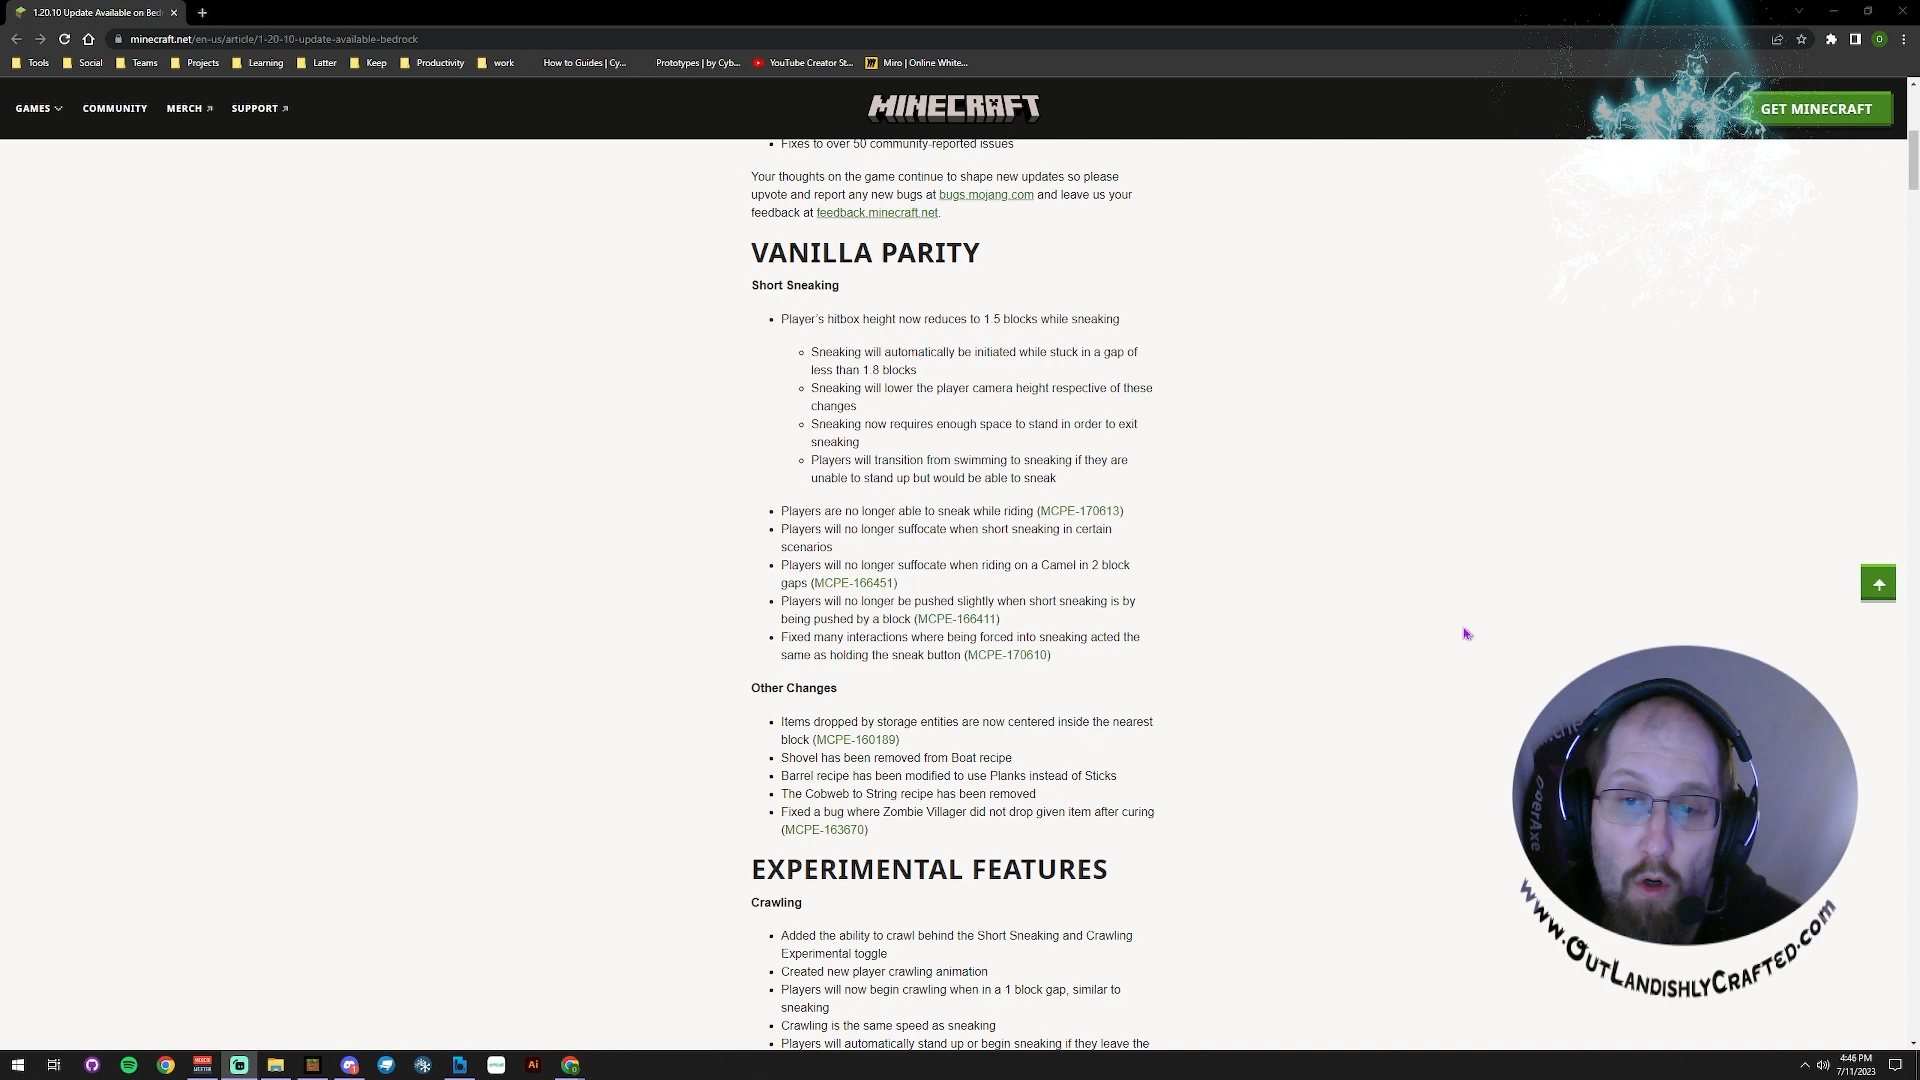 1.20.10 Update Available on Bed
minecraft.net/en-us/article/1-20-10-update-available-bedrock
Tools Social Teams Projects Learning Latter Keep Productivity work How to Guides | Cy... Prototypes | by Cyb... YouTube Creator St... Miro | Online White...
GAMES COMMUNITY MERCH SUPPORT MINECRAFT GET MINECRAFT
• Fixes to over 50 community-reported issues
Your thoughts on the game continue to shape new updates so please
upvote and report any new bugs at bugs.mojang.com and leave us your
feedback at feedback.minecraft.net.
VANILLA PARITY
Short Sneaking
• Player's hitbox height now reduces to 1.5 blocks while sneaking
◦ Sneaking will automatically be initiated while stuck in a gap of
less than 1.8 blocks
◦ Sneaking will lower the player camera height respective of these
changes
◦ Sneaking now requires enough space to stand in order to exit
sneaking
◦ Players will transition from swimming to sneaking if they are
unable to stand up but would be able to sneak
• Players are no longer able to sneak while riding (MCPE-170613)
• Players will no longer suffocate when short sneaking in certain
scenarios
• Players will no longer suffocate when riding on a Camel in 2 block
gaps (MCPE-166451)
• Players will no longer be pushed slightly when short sneaking is by
being pushed by a block (MCPE-166411)
• Fixed many interactions where being forced into sneaking acted the
same as holding the sneak button (MCPE-170610)
Other Changes
• Items dropped by storage entities are now centered inside the nearest
block (MCPE-160189)
• Shovel has been removed from Boat recipe
• Barrel recipe has been modified to use Planks instead of Sticks
• The Cobweb to String recipe has been removed
• Fixed a bug where Zombie Villager did not drop given item after curing
(MCPE-163670)
EXPERIMENTAL FEATURES
Crawling
• Added the ability to crawl behind the Short Sneaking and Crawling
Experimental toggle
• Created new player crawling animation
• Players will now begin crawling when in a 1 block gap, similar to
sneaking
• Crawling is the same speed as sneaking
• Players will automatically stand up or begin sneaking if they leave the
www.OutLandishlyCrafted.com
Ai
4:46 PM
7/11/2023